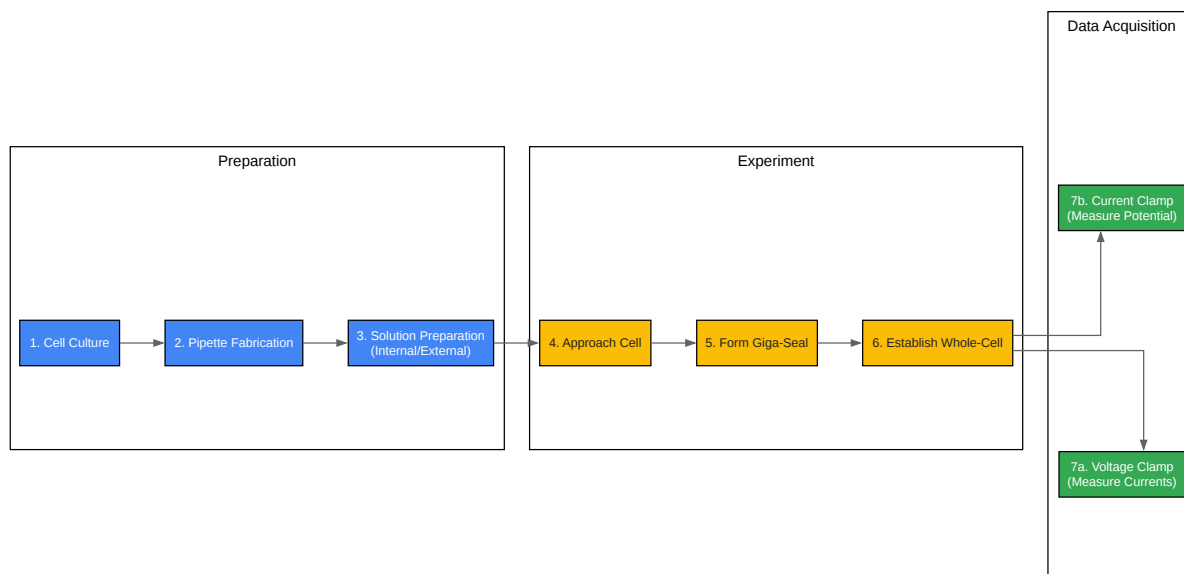 Preparation
1. Cell Culture
2. Pipette Fabrication
3. Solution Preparation
(Internal/External)
Experiment
4. Approach Cell
5. Form Giga-Seal
6. Establish Whole-Cell
Data Acquisition
7b. Current Clamp
(Measure Potential)
7a. Voltage Clamp
(Measure Currents)